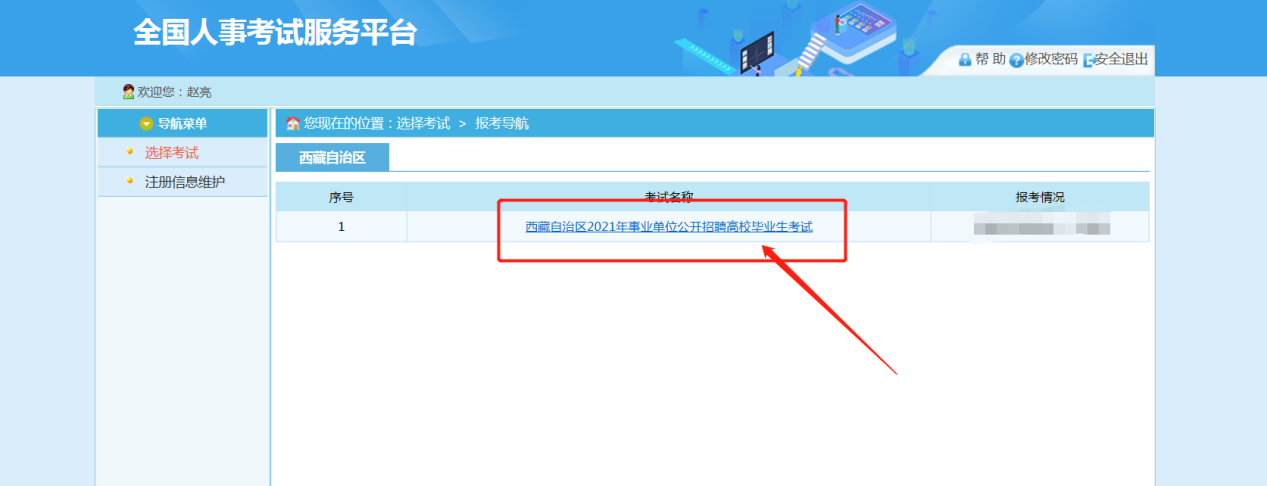 全国人事考试服务平台
帮 助 修改密码 安全退出
欢迎您：赵亮
导航菜单
选择考试
注册信息维护
您现在的位置：选择考试 > 报考导航
西藏自治区
序号 考试名称 报考情况
1 西藏自治区2021年事业单位公开招聘高校毕业生考试